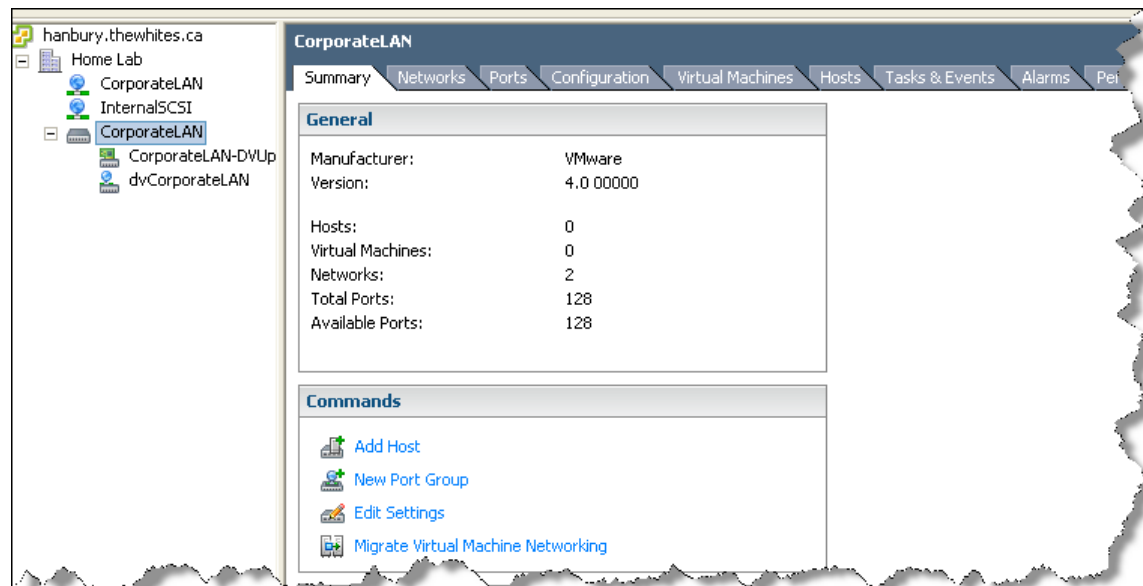 hanbury.thewhites.ca
Home Lab
CorporateLAN
InternalSCSI
CorporateLAN
CorporateLAN-DVUp
dvCorporateLAN
CorporateLAN
Summary Networks Ports Configuration Virtual Machines Hosts Tasks & Events Alarms
General
Manufacturer: VMware
Version: 4.0 00000
Hosts: 0
Virtual Machines: 0
Networks: 2
Total Ports: 128
Available Ports: 128
Commands
Add Host
New Port Group
Edit Settings
Migrate Virtual Machine Networking